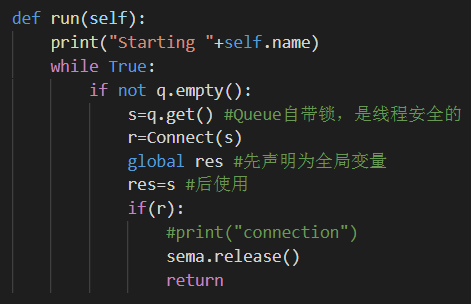 def run(self):
    print("Starting "+self.name)
    while True:
        if not q.empty():
            s=q.get() #Queue自带锁，是线程安全的
            r=Connect(s)
            global res #先声明为全局变量
            res=s #后使用
            if(r):
                #print("connection")
                sema.release()
                return